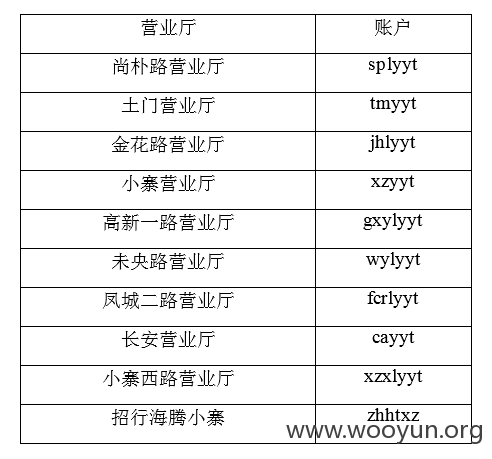 营业厅 账户
尚朴路营业厅 splyyt
土门营业厅 tmyyt
金花路营业厅 jhlyyt
小寨营业厅 xzyyt
高新一路营业厅 gxylyyt
未央路营业厅 wylyyt
凤城二路营业厅 fcrlyyt
长安营业厅 cayyt
小寨西路营业厅 xzxlyyt
招行海腾小寨 zhhtxz
www.wooyun.org